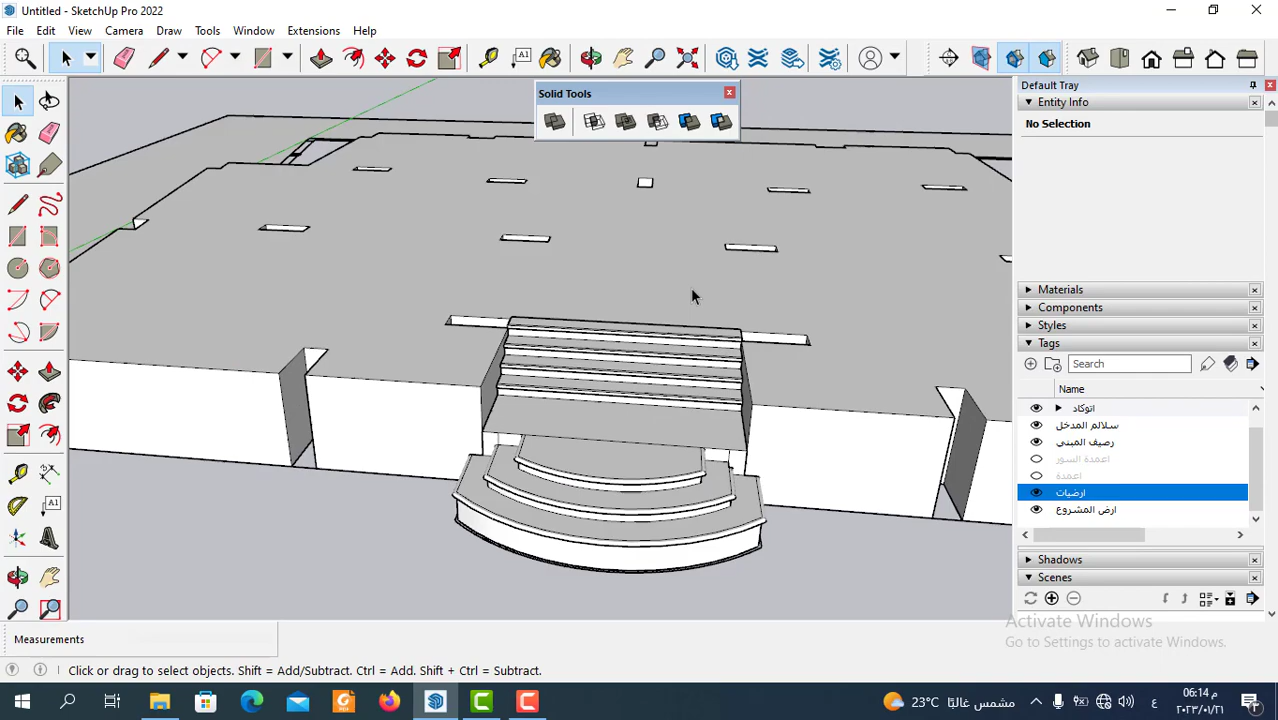 Untitled - SketchUp Pro 2022
File Edit View Camera Draw Tools Window Extensions Help
Solid Tools
Default Tray
Entity Info
No Selection
Materials
Components
Styles
Tags
Search
Name
اتوكاد
سلالم المدخل
رصيف المبنى
اعمدة السور
اعمدة
ارضيات
ارض المشروع
Shadows
Scenes
Activate Windows
Go to Settings to activate Windows.
Measurements
Click or drag to select objects. Shift = Add/Subtract. Ctrl = Add. Shift + Ctrl = Subtract.
23°C مشمس غالبًا
ع
06:14 م
٢٠٢٣/٠١/٢١